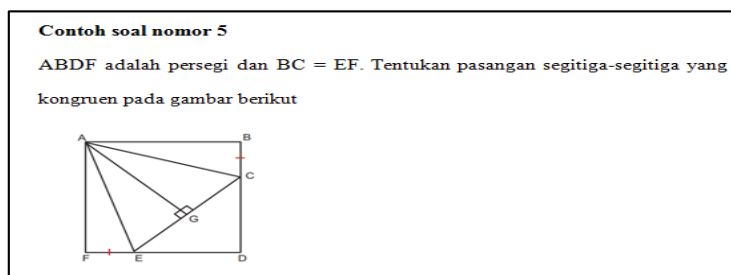 Contoh soal nomor 5
ABDF adalah persegi dan BC = EF. Tentukan pasangan segitiga-segitiga yang
kongruen pada gambar berikut
A B
C
G
F E D